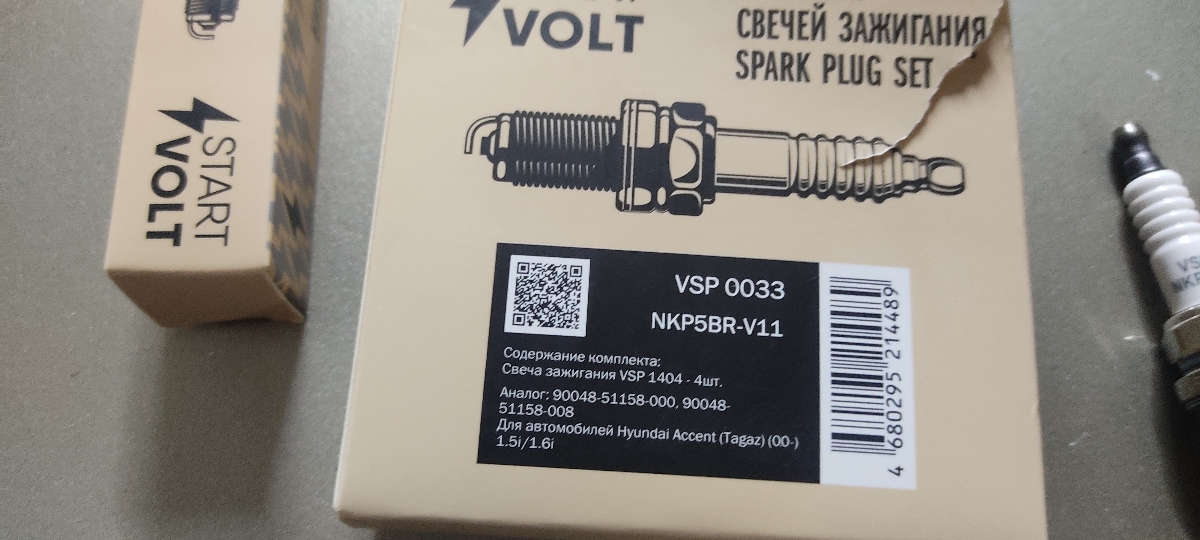 START
VOLT
VOLT
СВЕЧЕЙ ЗАЖИГАНИЯ
SPARK PLUG SET
VSP 0033
NKP5BR-V11
Содержание комплекта:
Свеча зажигания VSP 1404 - 4шт.
Аналог: 90048-51158-000, 90048-
51158-008
Для автомобилей Hyundai Accent (Tagaz) (00-)
1.5i/1.6i
4 680295 214489